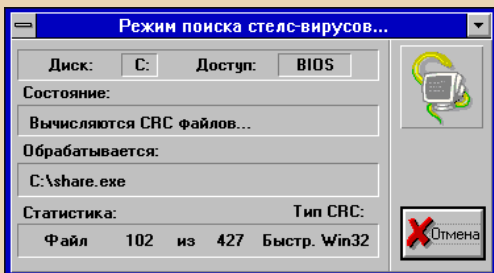 Режим поиска стелс-вирусов...
Диск: C: Доступ: BIOS
Состояние:
Вычисляются CRC файлов...
Обрабатывается:
C:\share.exe
Статистика: Тип CRC:
Файл 102 из 427 Быстр. Win32
Отмена